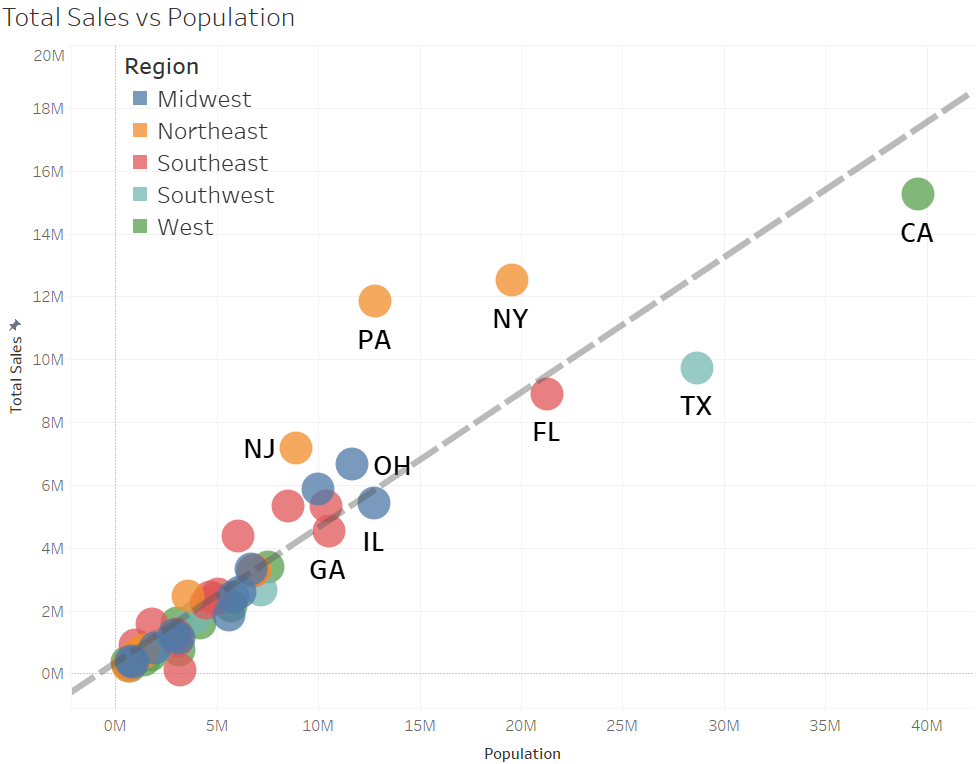 Total Sales vs Population
20M
Region
Midwest
18M
Northeast
Southeast
16M
Southwest
West
14M
CA
12M
NY
PA
10M
Total Sales
TX
8M
FL
NJ
OH
6M
IL
4M
GA
2M
0M
0M 5M 10M 15M 20M 25M 30M 35M 40M
Population